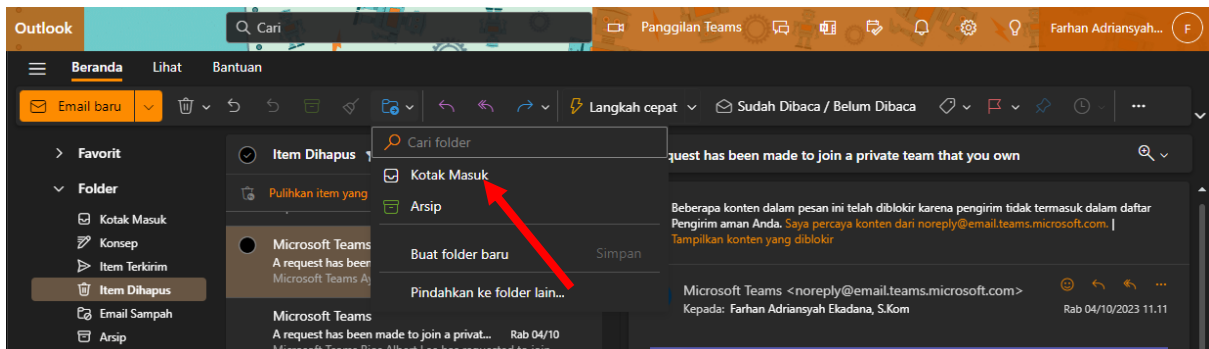 Outlook
Cari
Panggilan Teams
Farhan Adriansyah...
F
Beranda Lihat Bantuan
Email baru
Langkah cepat
Sudah Dibaca / Belum Dibaca
Favorit
Folder
Kotak Masuk
Konsep
Item Terkirim
Item Dihapus
Email Sampah
Arsip
Item Dihapus
Pulihkan item yang
Microsoft Teams
A request has been
Microsoft Teams
Microsoft Teams
A request has been made to join a privat... Rab 04/10
Cari folder
Kotak Masuk
Arsip
Buat folder baru Simpan
Pindahkan ke folder lain...
quest has been made to join a private team that you own
Beberapa konten dalam pesan ini telah diblokir karena pengirim tidak termasuk dalam daftar
Pengirim aman Anda. Saya percaya konten dari noreply@email.teams.microsoft.com. |
Tampilkan konten yang diblokir
Microsoft Teams <noreply@email.teams.microsoft.com>
Kepada: Farhan Adriansyah Ekadana, S.Kom
Rab 04/10/2023 11.11